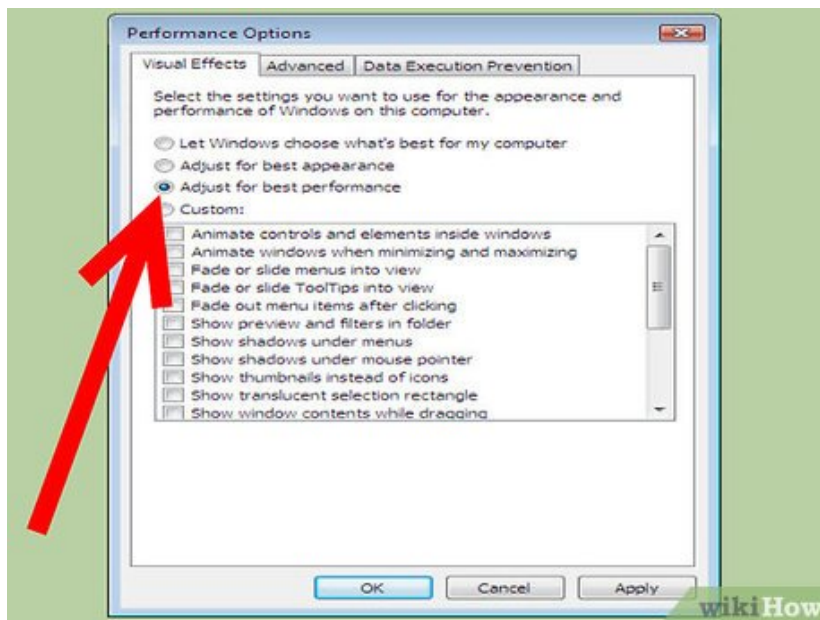 Performance Options
Visual Effects
Advanced
Data Execution Prevention
Select the settings you want to use for the appearance and
performance of Windows on this computer.
Let Windows choose what's best for my computer
Adjust for best appearance
Adjust for best performance
Custom:
Animate controls and elements inside windows
Animate windows when minimizing and maximizing
Fade or slide menus into view
Fade or slide ToolTips into view
Fade out menu items after clicking
Show preview and filters in folder
Show shadows under menus
Show shadows under mouse pointer
Show thumbnails instead of icons
Show translucent selection rectangle
Show window contents while dragging
OK
Cancel
Apply
wikiHow